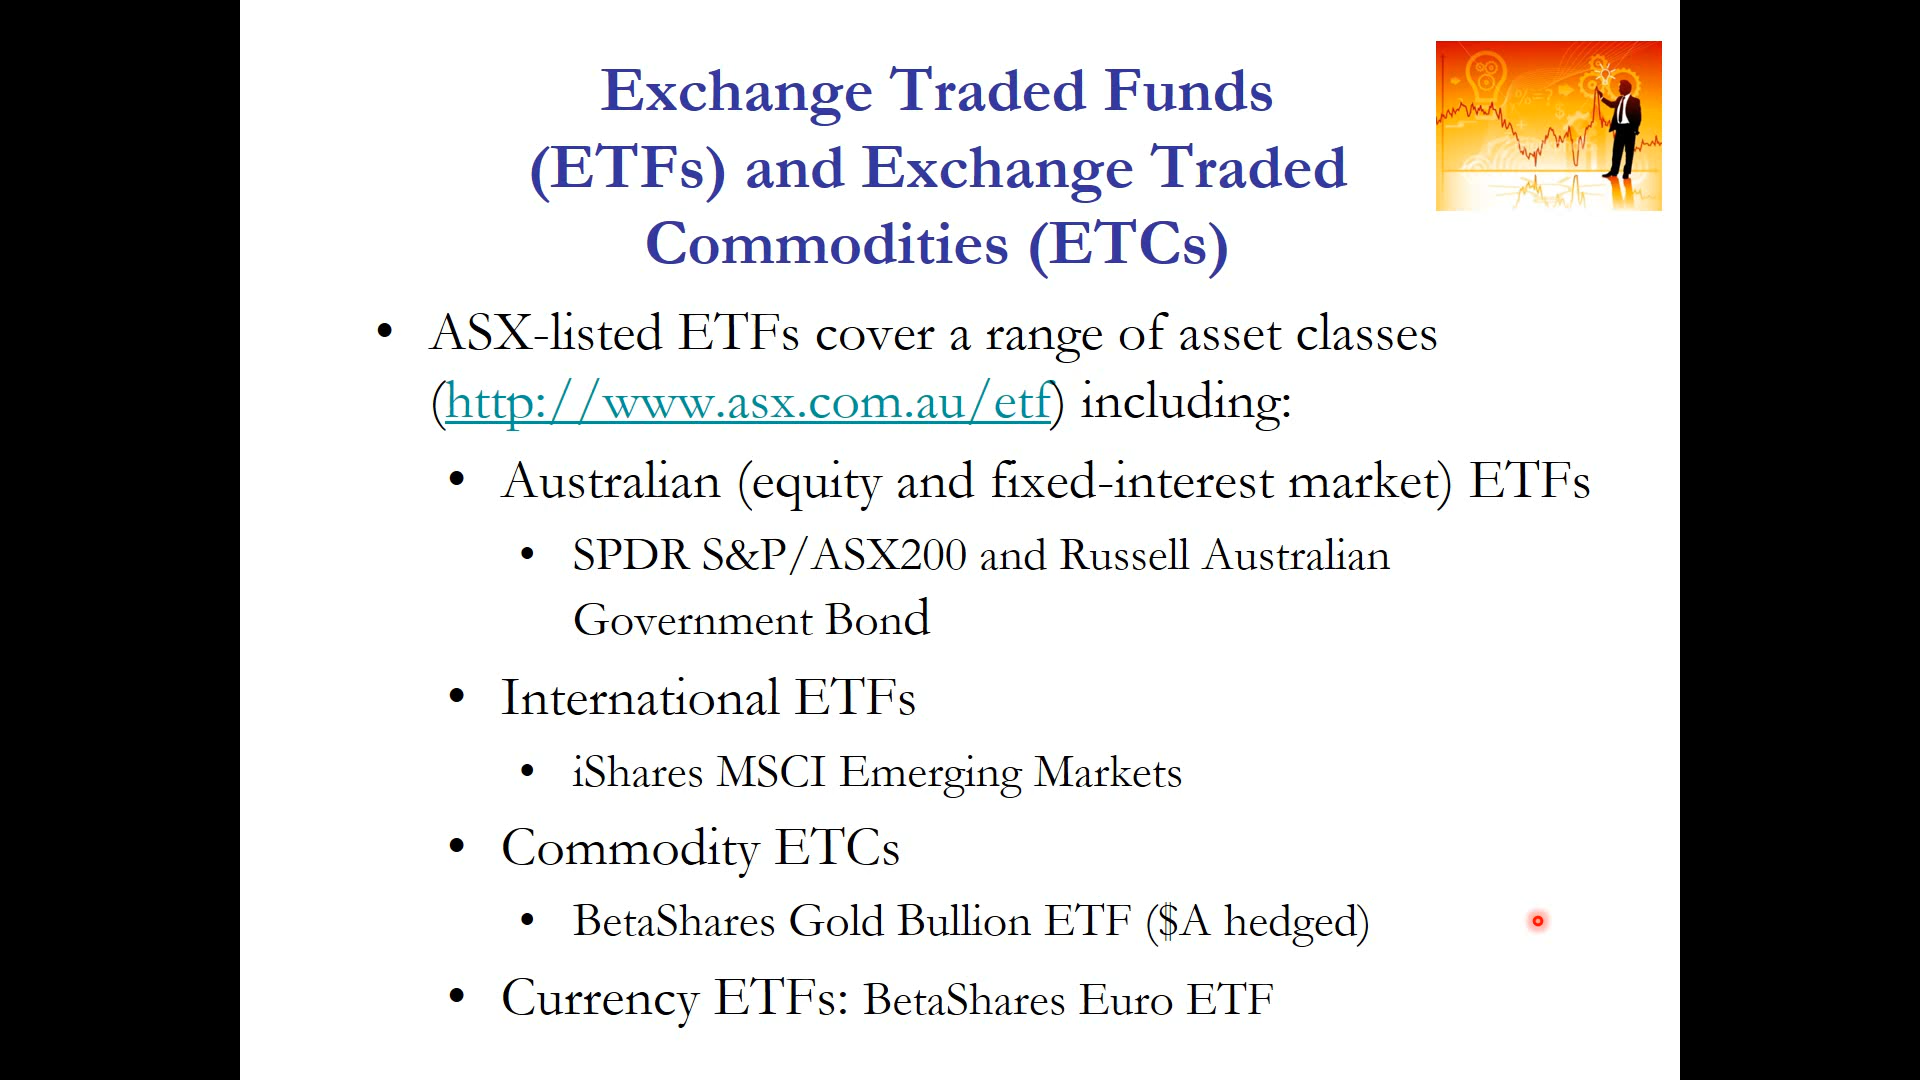 Exchange Traded Funds
(ETFs) and Exchange Traded
Commodities (ETCs)
• ASX-listed ETFs cover a range of asset classes
(http://www.asx.com.au/etf) including:
• Australian (equity and fixed-interest market) ETFs
• SPDR S&P/ASX200 and Russell Australian
Government Bond
• International ETFs
• iShares MSCI Emerging Markets
• Commodity ETCs
• BetaShares Gold Bullion ETF ($A hedged)
• Currency ETFs: BetaShares Euro ETF